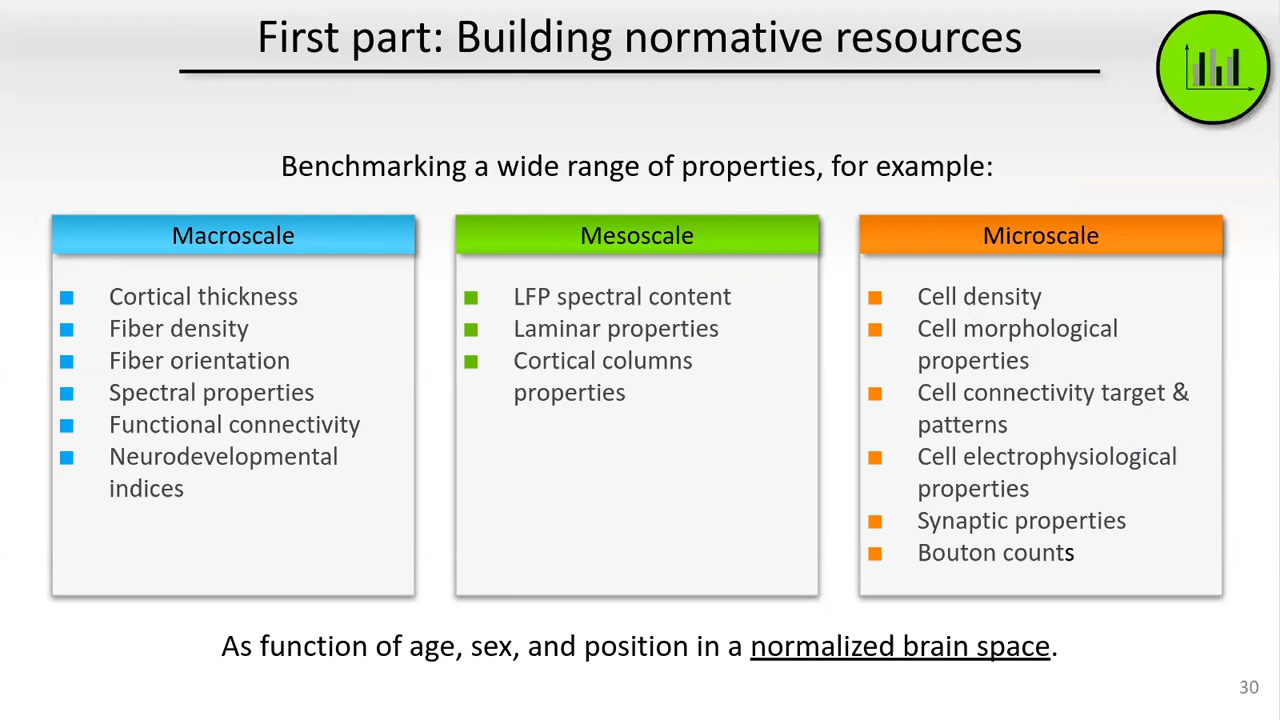 First part: Building normative resources
Benchmarking a wide range of properties, for example:
Macroscale
Cortical thickness
Fiber density
Fiber orientation
Spectral properties
Functional connectivity
Neurodevelopmental
indices
Mesoscale
LFP spectral content
Laminar properties
Cortical columns
properties
Microscale
Cell density
Cell morphological
properties
Cell connectivity target &
patterns
Cell electrophysiological
properties
Synaptic properties
Bouton counts
As function of age, sex, and position in a normalized brain space.
30